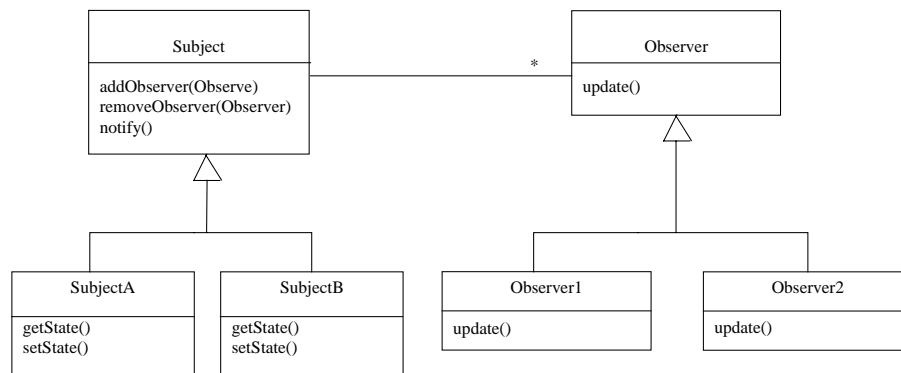 Subject
addObserver(Observe)
removeObserver(Observer)
notify()
*
Observer
update()
SubjectA
getState()
setState()
SubjectB
getState()
setState()
Observer1
update()
Observer2
update()